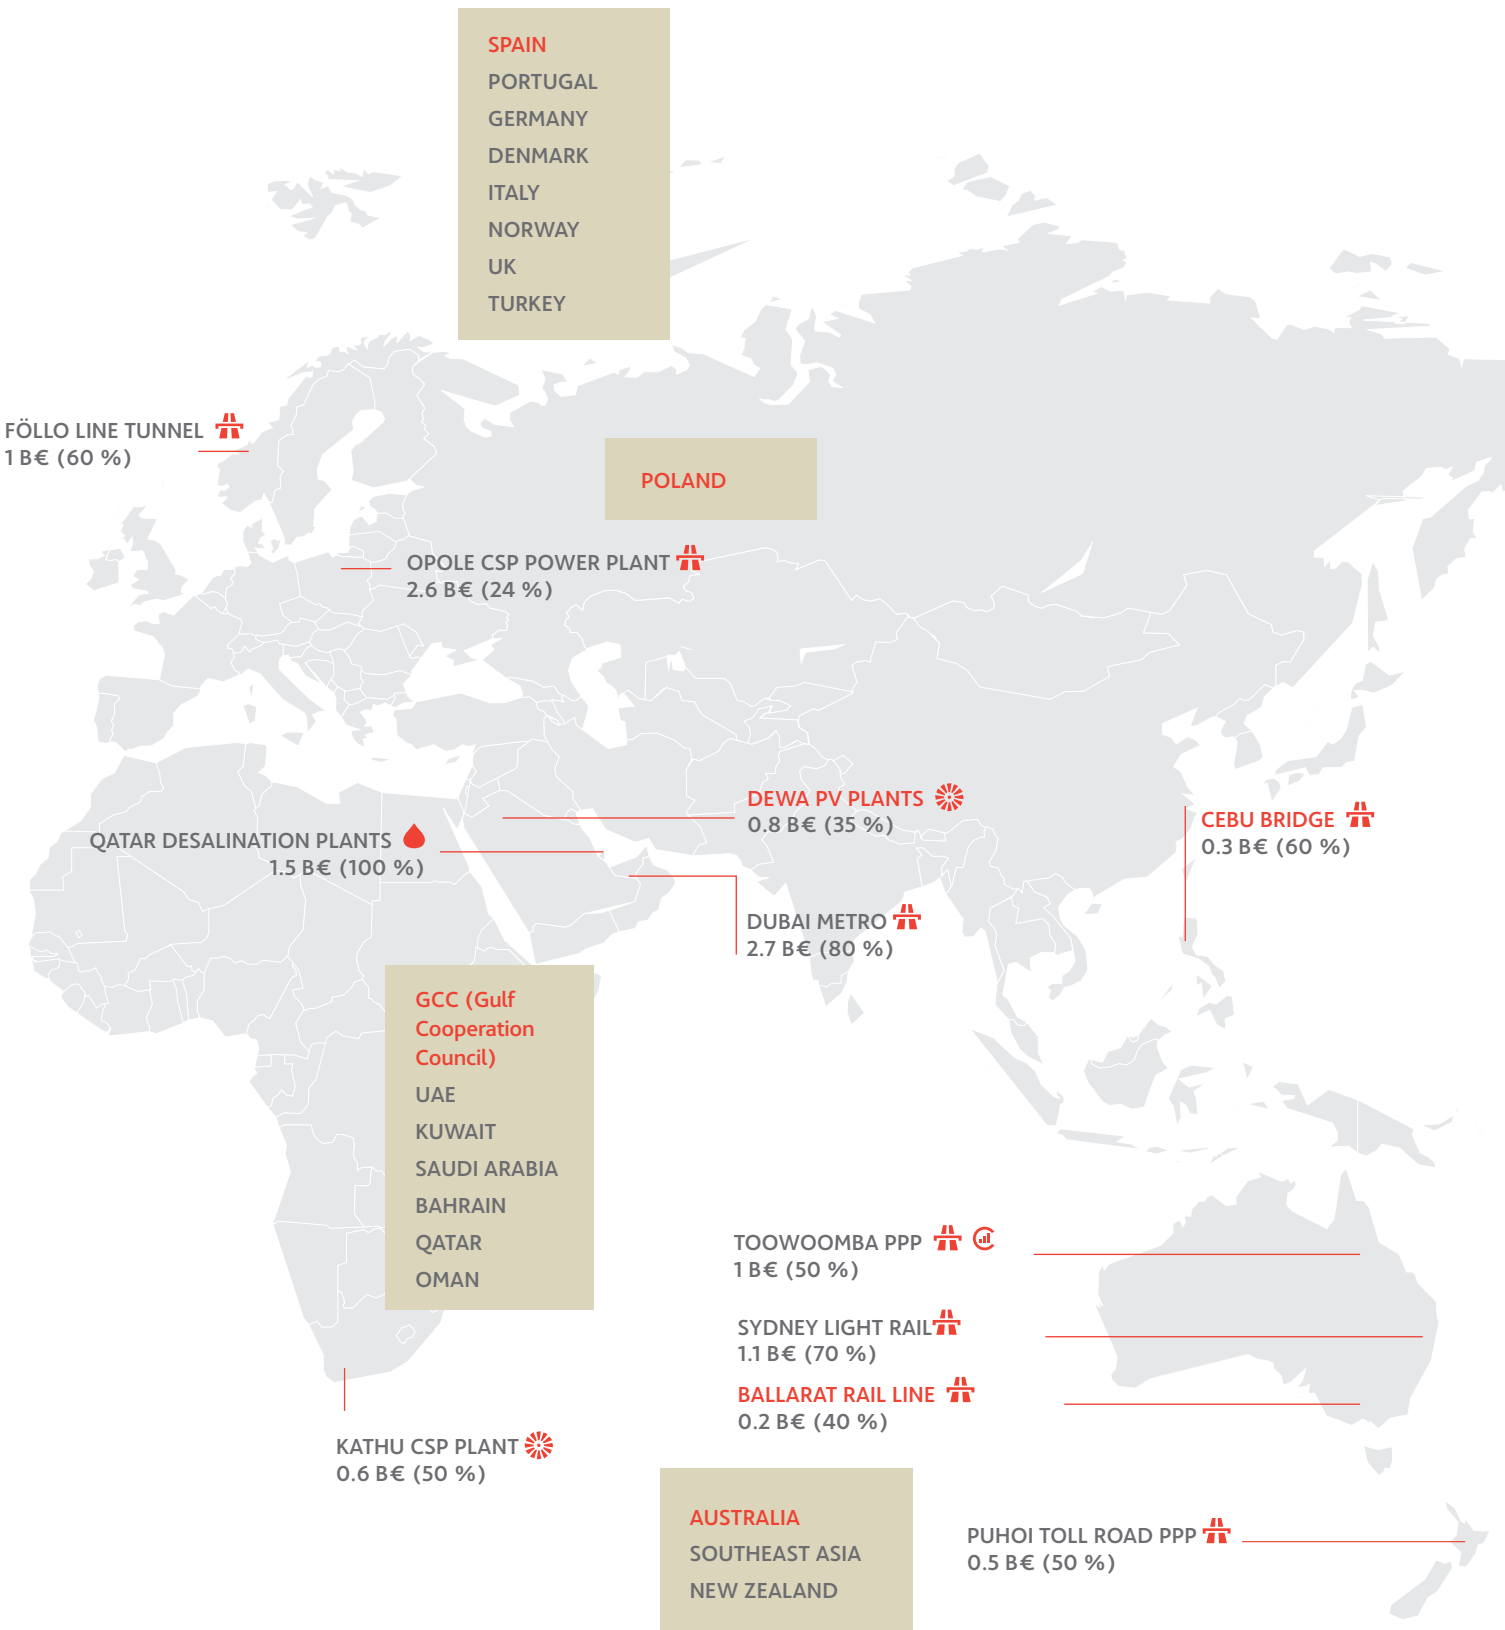 SPAIN
PORTUGAL
GERMANY
DENMARK
ITALY
NORWAY
UK
TURKEY
FÖLLO LINE TUNNEL
1 B€ (60 %)
POLAND
OPOLE CSP POWER PLANT
2.6 B€ (24 %)
DEWA PV PLANTS
0.8 B€ (35 %)
CEBU BRIDGE
0.3 B€ (60 %)
QATAR DESALINATION PLANTS
1.5 B€ (100 %)
DUBAI METRO
2.7 B€ (80 %)
GCC (Gulf
Cooperation
Council)
UAE
KUWAIT
SAUDI ARABIA
BAHRAIN
QATAR
OMAN
TOOWOOMBA PPP
1 B€ (50 %)
SYDNEY LIGHT RAIL
1.1 B€ (70 %)
BALLARAT RAIL LINE
0.2 B€ (40 %)
KATHU CSP PLANT
0.6 B€ (50 %)
AUSTRALIA
SOUTHEAST ASIA
NEW ZEALAND
PUHOI TOLL ROAD PPP
0.5 B€ (50 %)